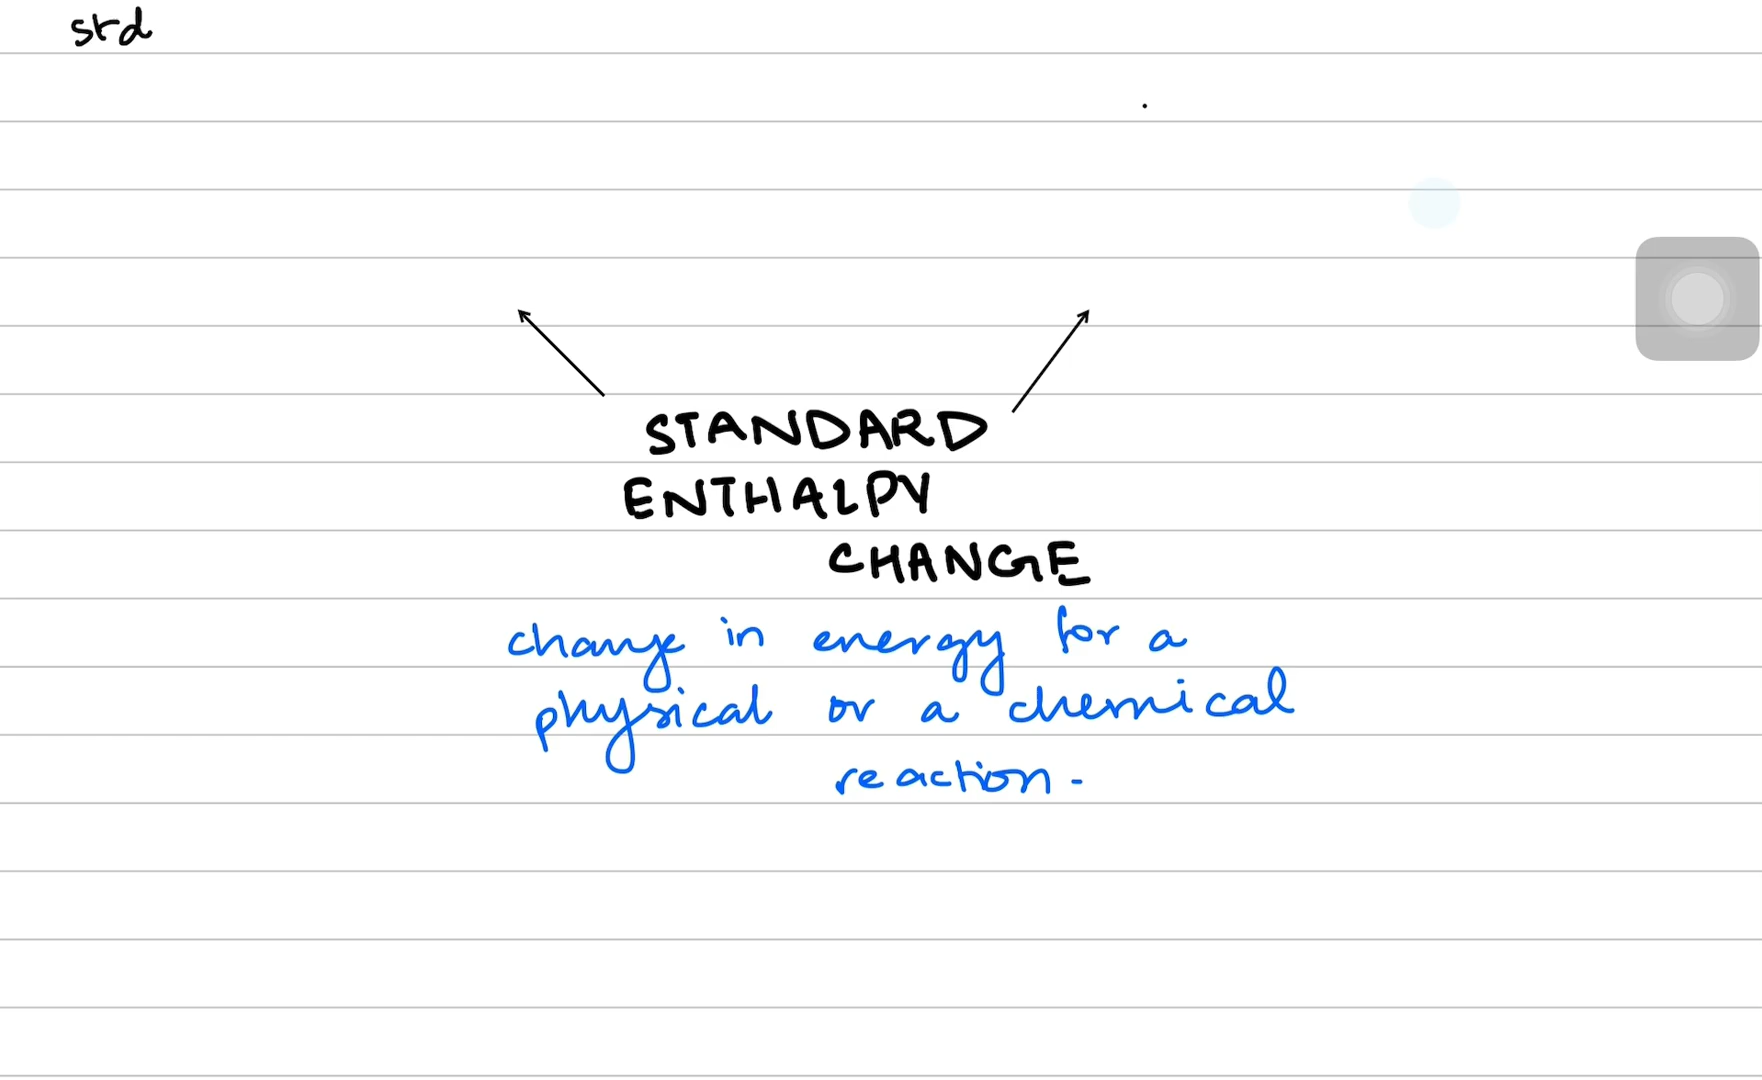 std
STANDARD
ENTHALPY
CHANGE
change in energy for a
physical or a chemical
reaction.